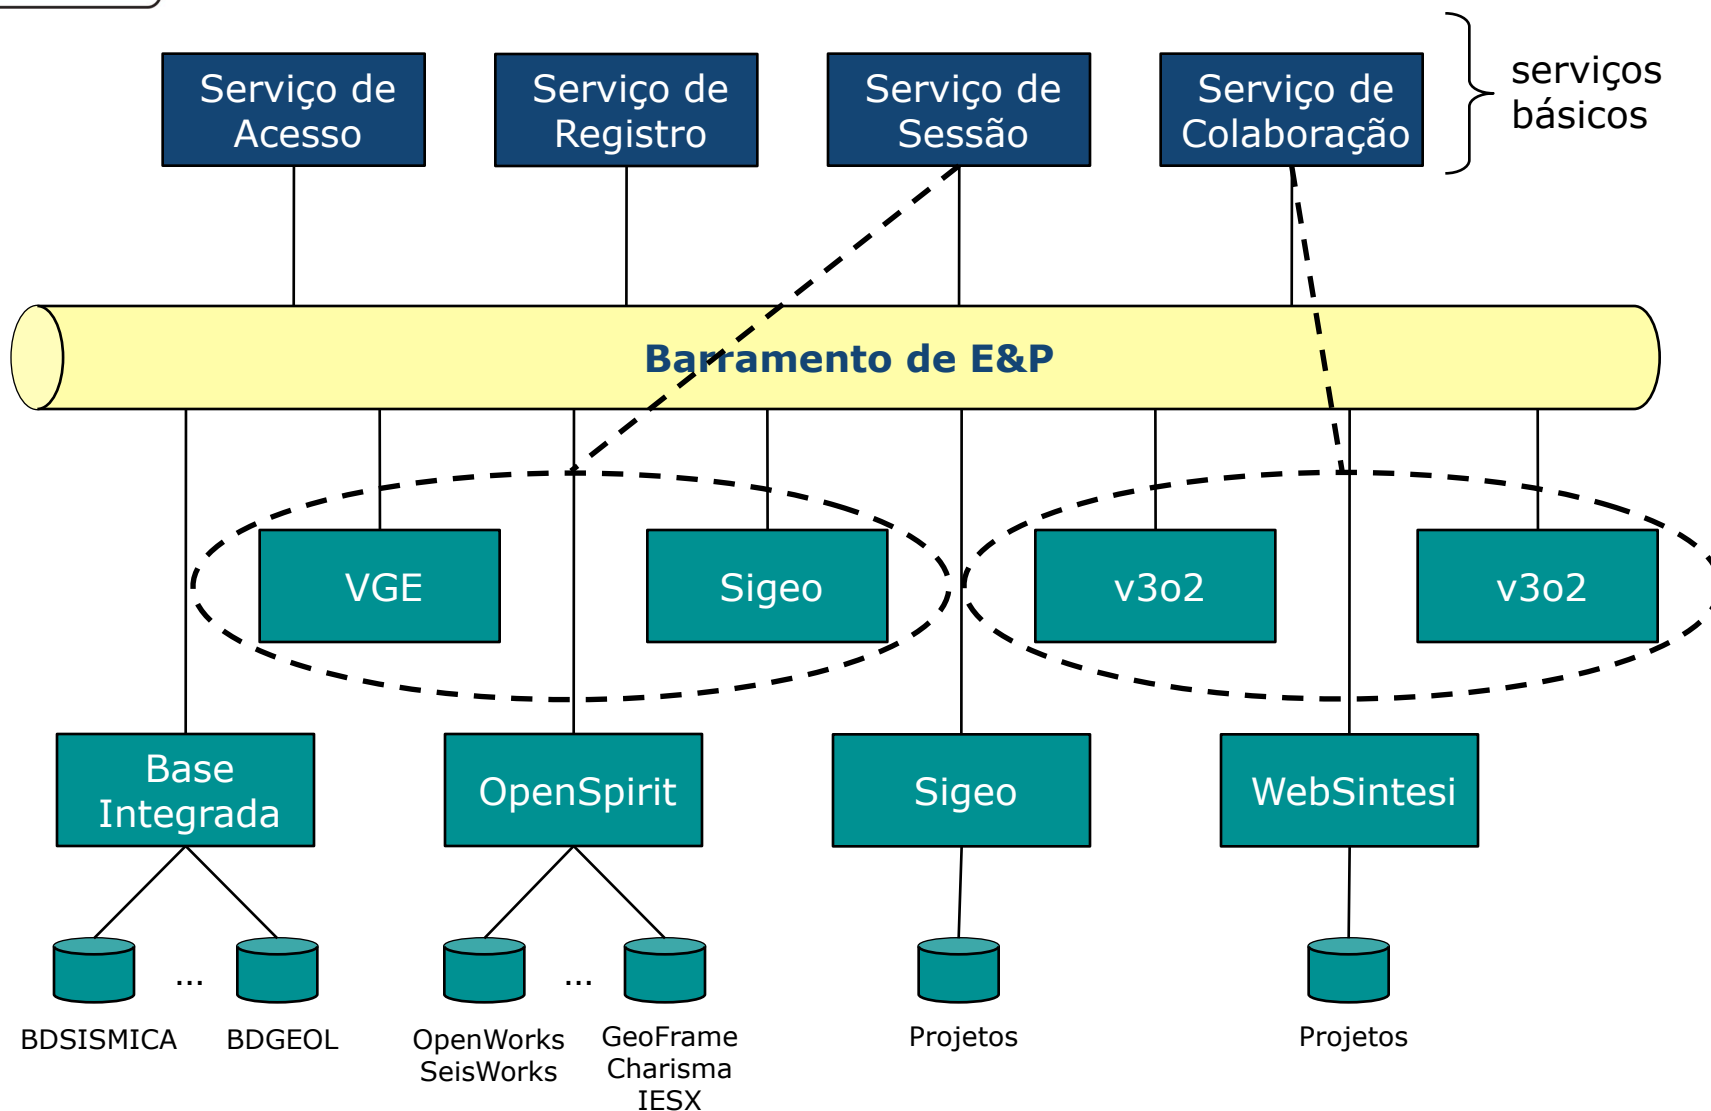 Serviço de
Acesso
Serviço de
Registro
Serviço de
Sessão
Serviço de
Colaboração
serviços
básicos
Barramento de E&P
VGE
Sigeo
v3o2
v3o2
Base
Integrada
OpenSpirit
Sigeo
WebSintesi
...
...
BDSISMICA
BDGEOL
OpenWorks
SeisWorks
GeoFrame
Charisma
IESX
Projetos
Projetos